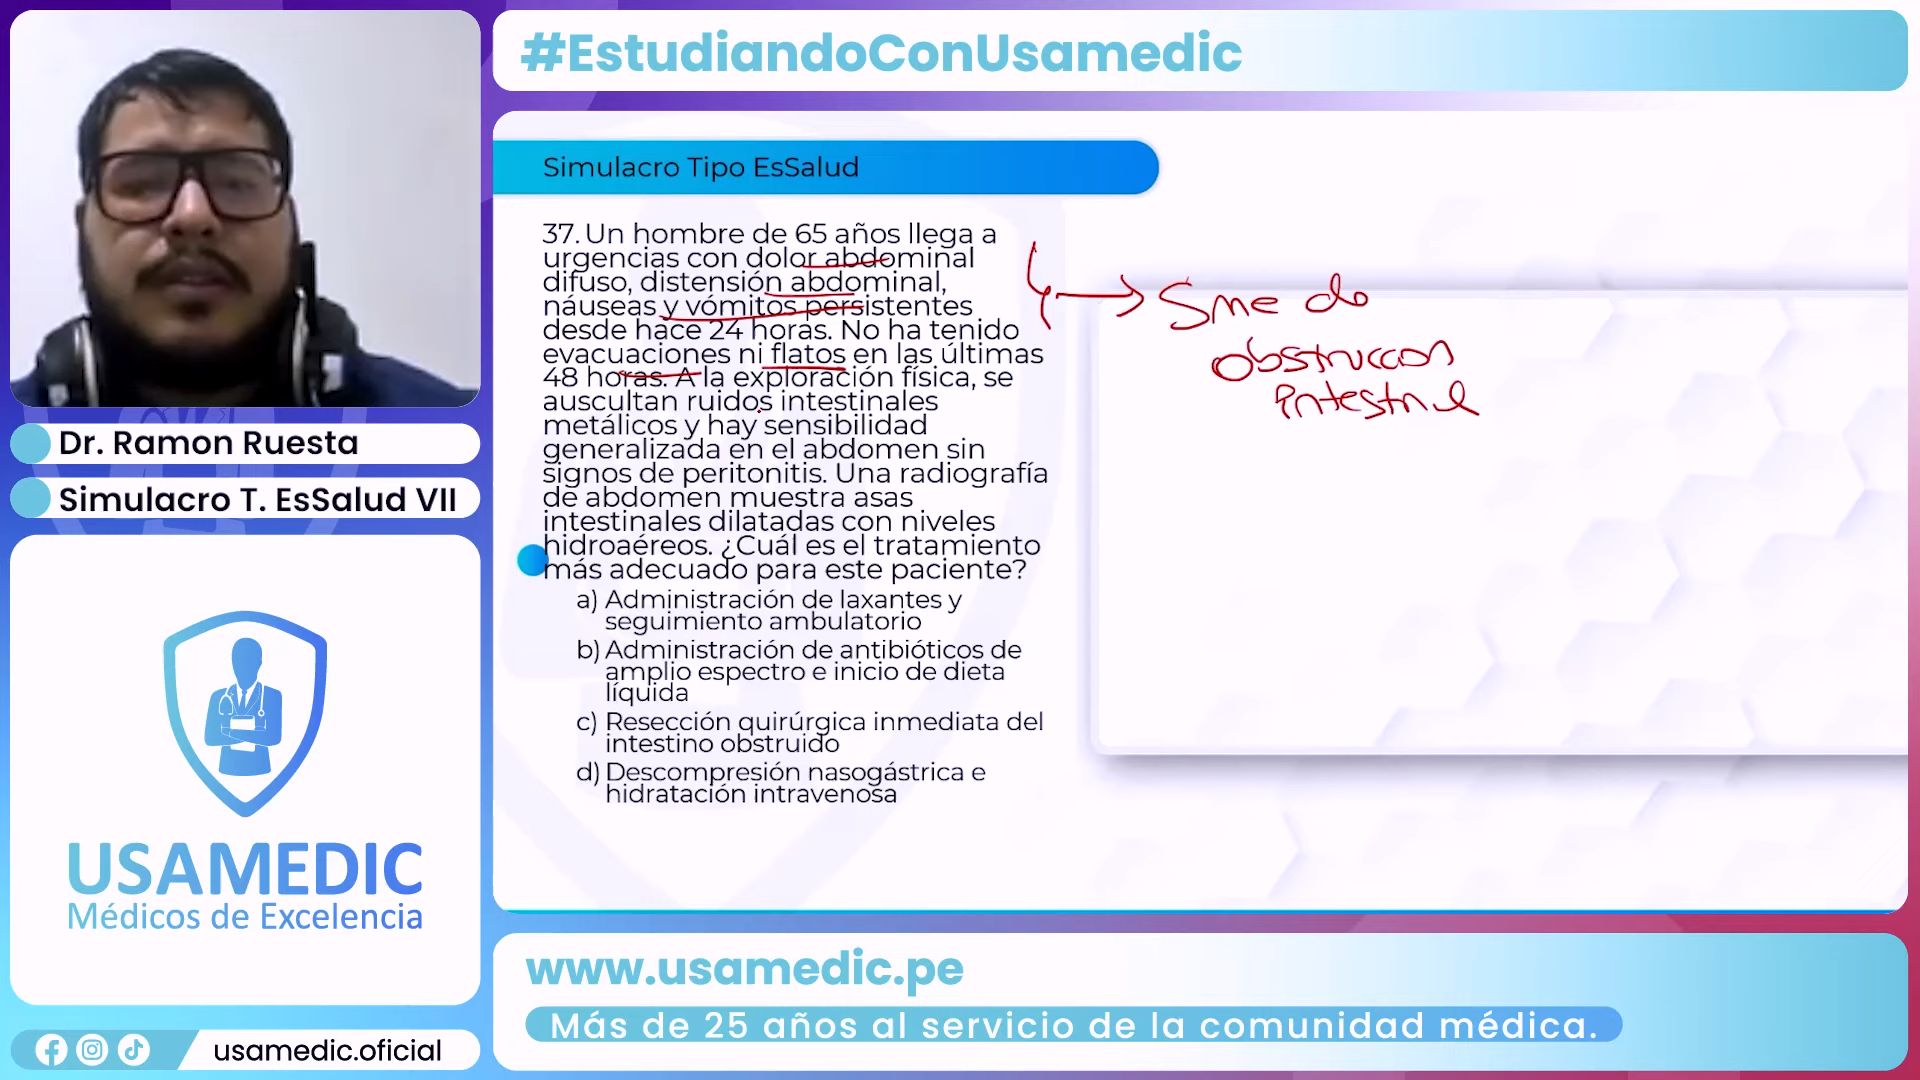 #EstudiandoConUsamedic
Simulacro Tipo EsSalud
37. Un hombre de 65 años llega a
urgencias con dolor abdominal
difuso, distensión abdominal,
náuseas y vómitos persistentes
desde hace 24 horas. No ha tenido
evacuaciones ni flatos en las últimas
48 horas. A la exploración física, se
auscultan ruidos intestinales
metálicos y hay sensibilidad
generalizada en el abdomen sin
signos de peritonitis. Una radiografía
de abdomen muestra asas
intestinales dilatadas con niveles
hidroaéreos. ¿Cuál es el tratamiento
más adecuado para este paciente?
a) Administración de laxantes y
seguimiento ambulatorio
b) Administración de antibióticos de
amplio espectro e inicio de dieta
líquida
c) Resección quirúrgica inmediata del
intestino obstruido
d) Descompresión nasogástrica e
hidratación intravenosa
Sme de
obstruccion
intestinal
Dr. Ramon Ruesta
Simulacro T. EsSalud VII
USAMEDIC
Médicos de Excelencia
usamedic.oficial
www.usamedic.pe
Más de 25 años al servicio de la comunidad médica.